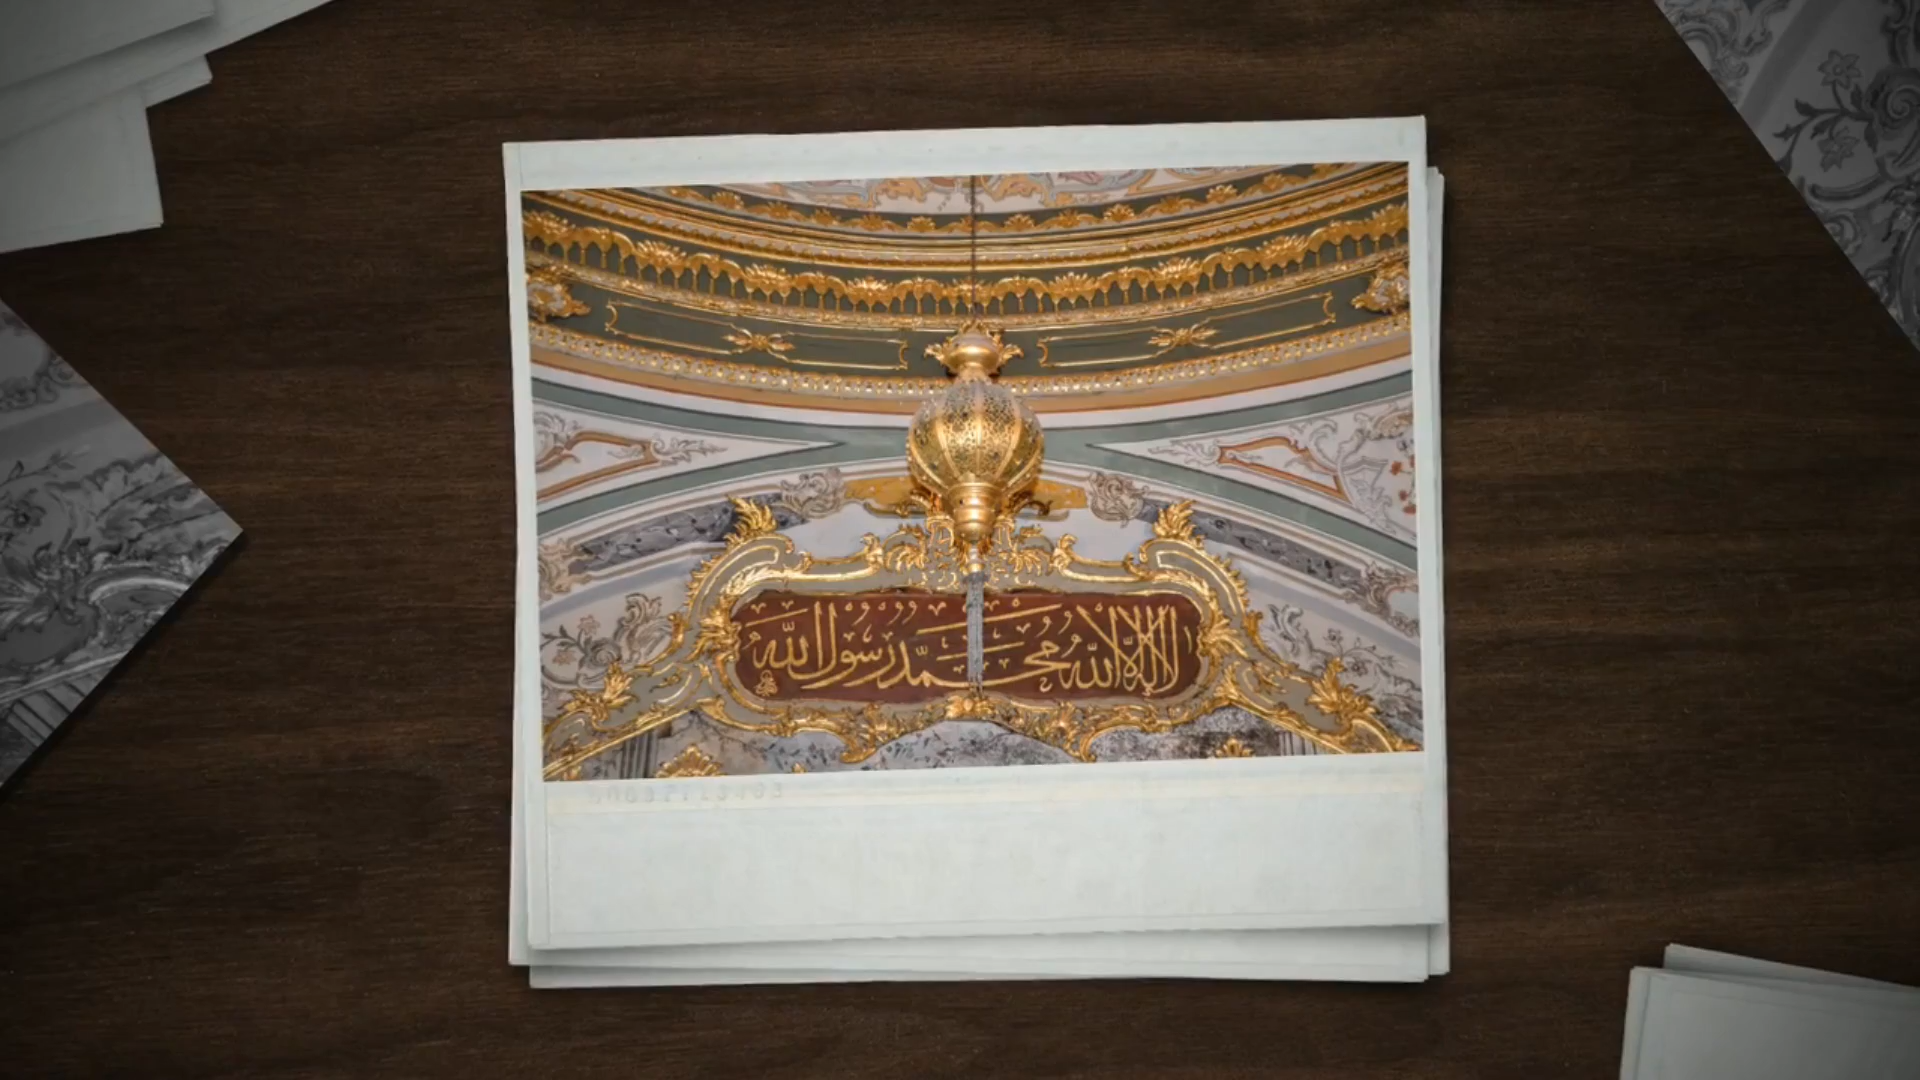 لا اله الا الله محمد رسول الله